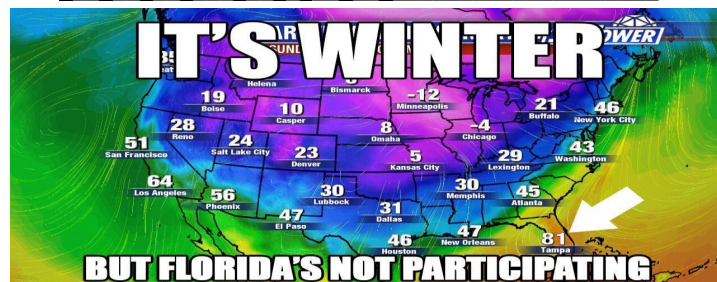 IT'S WINTER
POWER
19
Boise
Helena
Bismarck
-12
Minneapolis
10
Casper
28
Reno
24
Salt Lake City
23
Denver
8
Omaha
-4
Chicago
21
Buffalo
46
New York City
51
San Francisco
5
Kansas City
29
Lexington
43
Washington
64
Los Angeles
56
Phoenix
30
Lubbock
30
Memphis
45
Atlanta
47
El Paso
31
Dallas
46
Houston
47
New Orleans
81
Tampa
BUT FLORIDA'S NOT PARTICIPATING